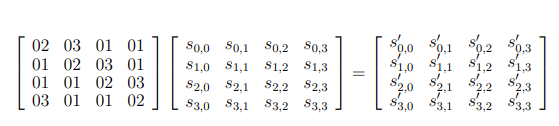 02 03 01 01 s0,0 s0,1 s0,2 s0,3 s′0,0 s′0,1 s′0,2 s′0,3
01 02 03 01 s1,0 s1,1 s1,2 s1,3 = s′1,0 s′1,1 s′1,2 s′1,3
01 01 02 03 s2,0 s2,1 s2,2 s2,3 s′2,0 s′2,1 s′2,2 s′2,3
03 01 01 02 s3,0 s3,1 s3,2 s3,3 s′3,0 s′3,1 s′3,2 s′3,3